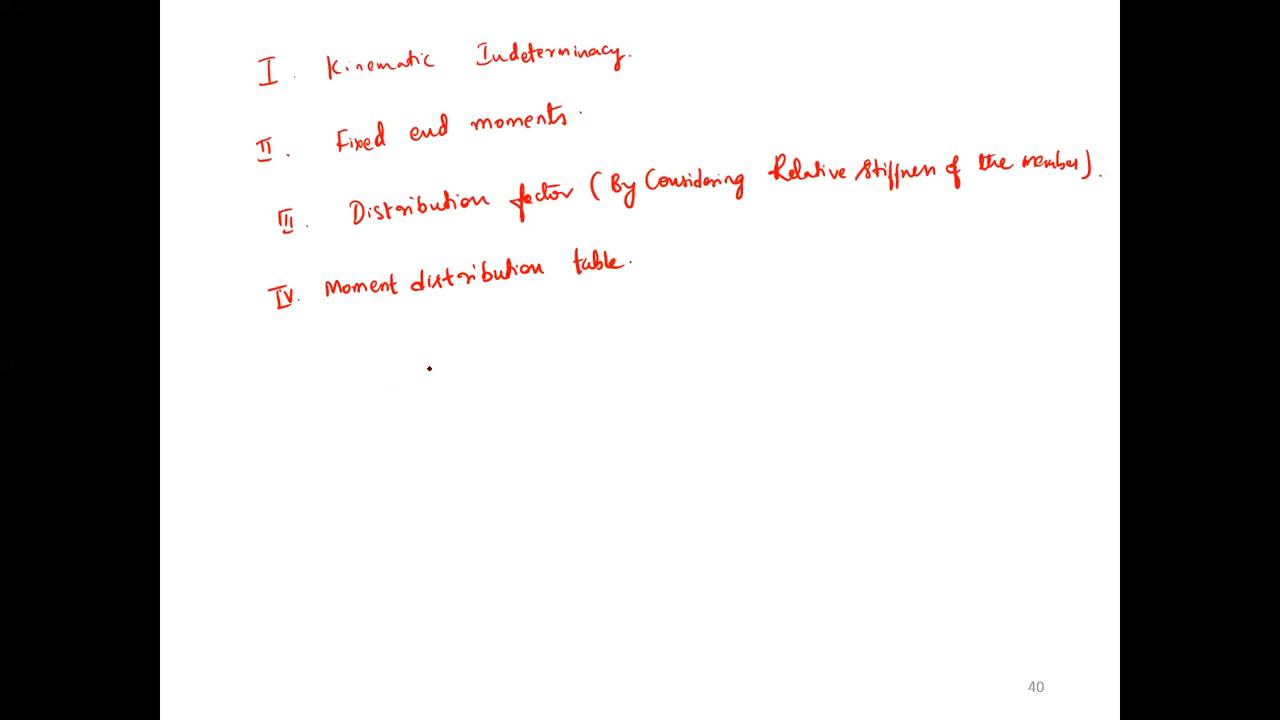 I. Kinematic Indeterminacy.
II. Fixed end moments.
III. Distribution factor (By Considering Relative stiffness of the member).
IV. Moment distribution table.
40